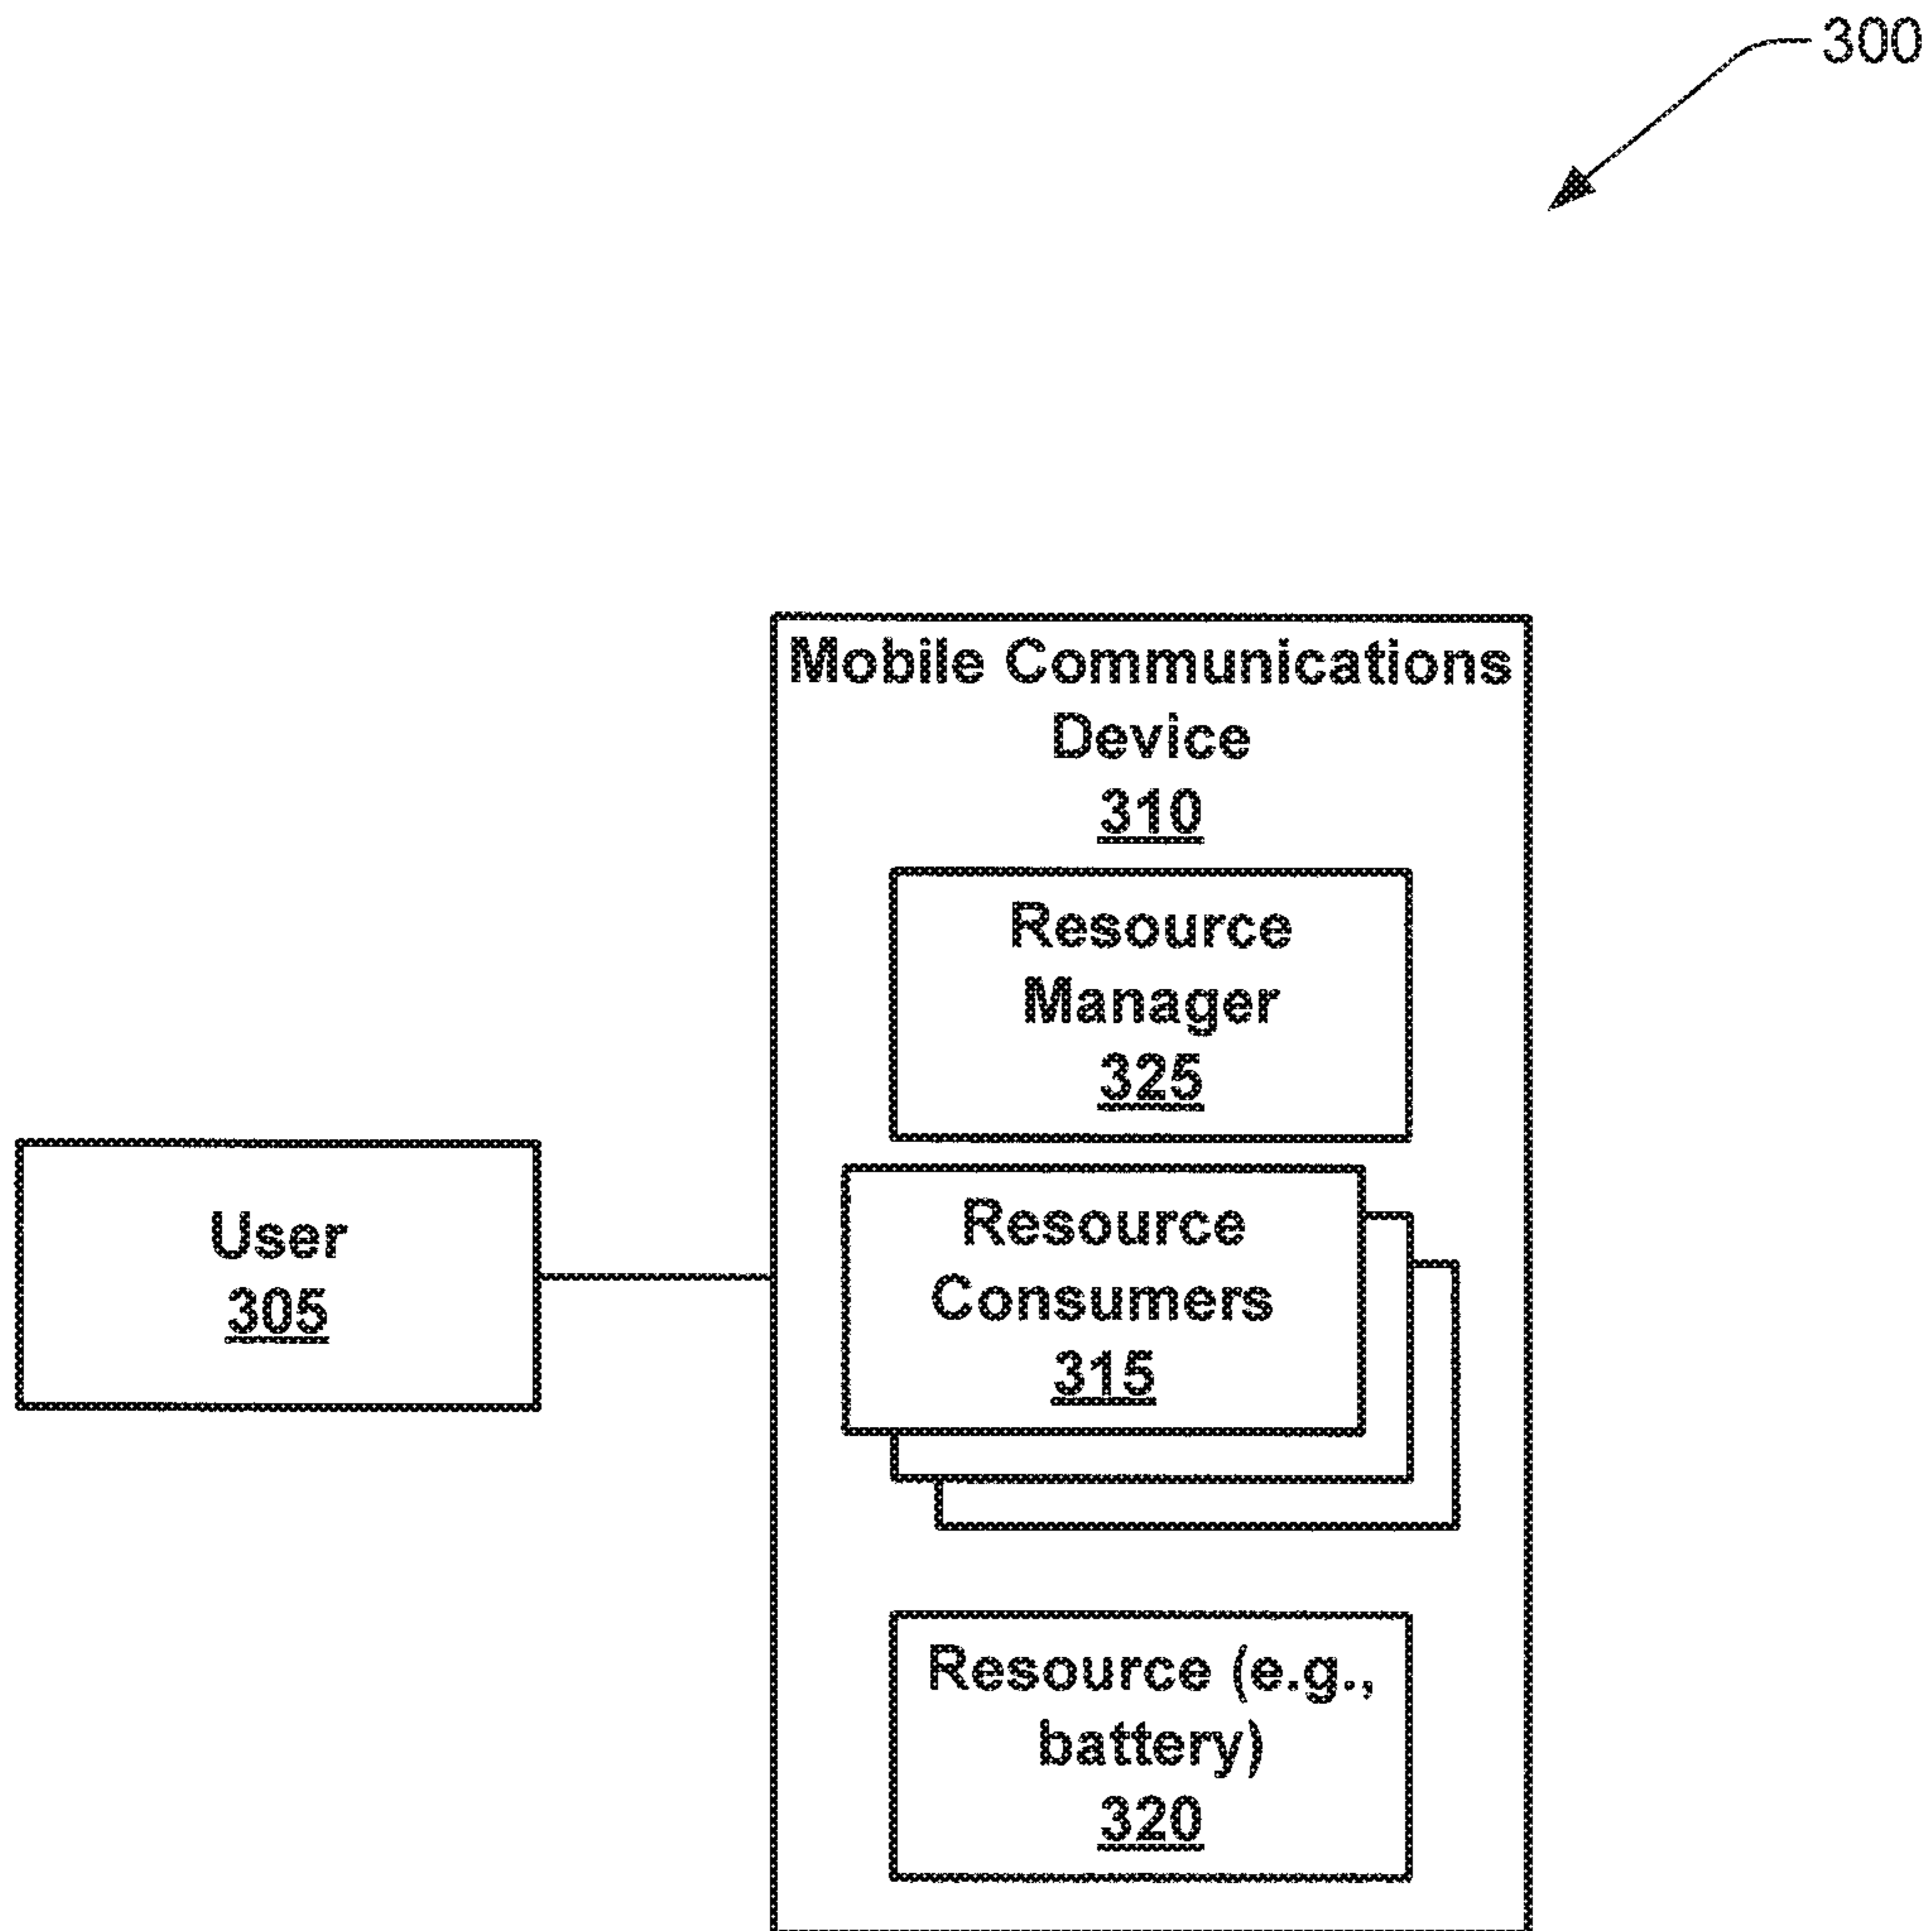 300
Mobile Communications
Device
310
Resource
Manager
325
User
305
Resource
Consumers
315
Resource (e.g.,
battery)
320